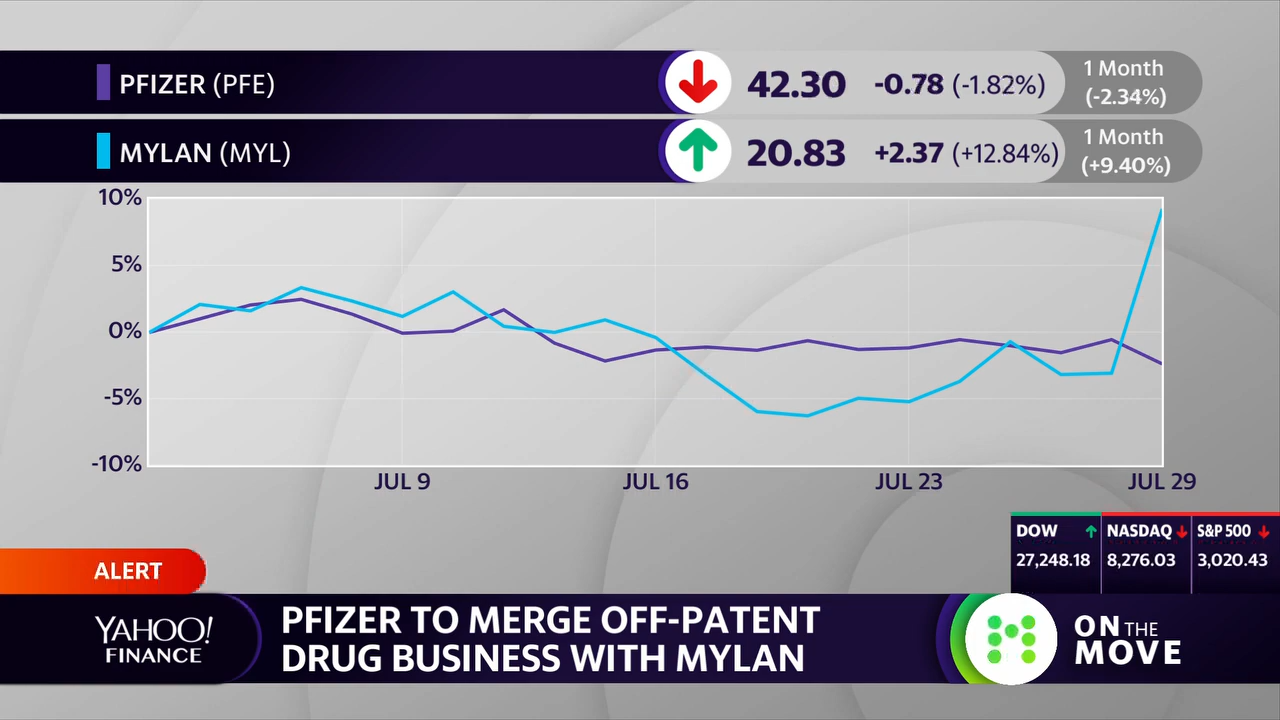 PFIZER (PFE) 42.30 -0.78 (-1.82%) 1 Month (-2.34%)
MYLAN (MYL) 20.83 +2.37 (+12.84%) 1 Month (+9.40%)
10%
5%
0%
-5%
-10%
JUL 9 JUL 16 JUL 23 JUL 29
DOW NASDAQ S&P 500
27,248.18 8,276.03 3,020.43
ALERT
YAHOO!
FINANCE
PFIZER TO MERGE OFF-PATENT
DRUG BUSINESS WITH MYLAN
ON THE
MOVE